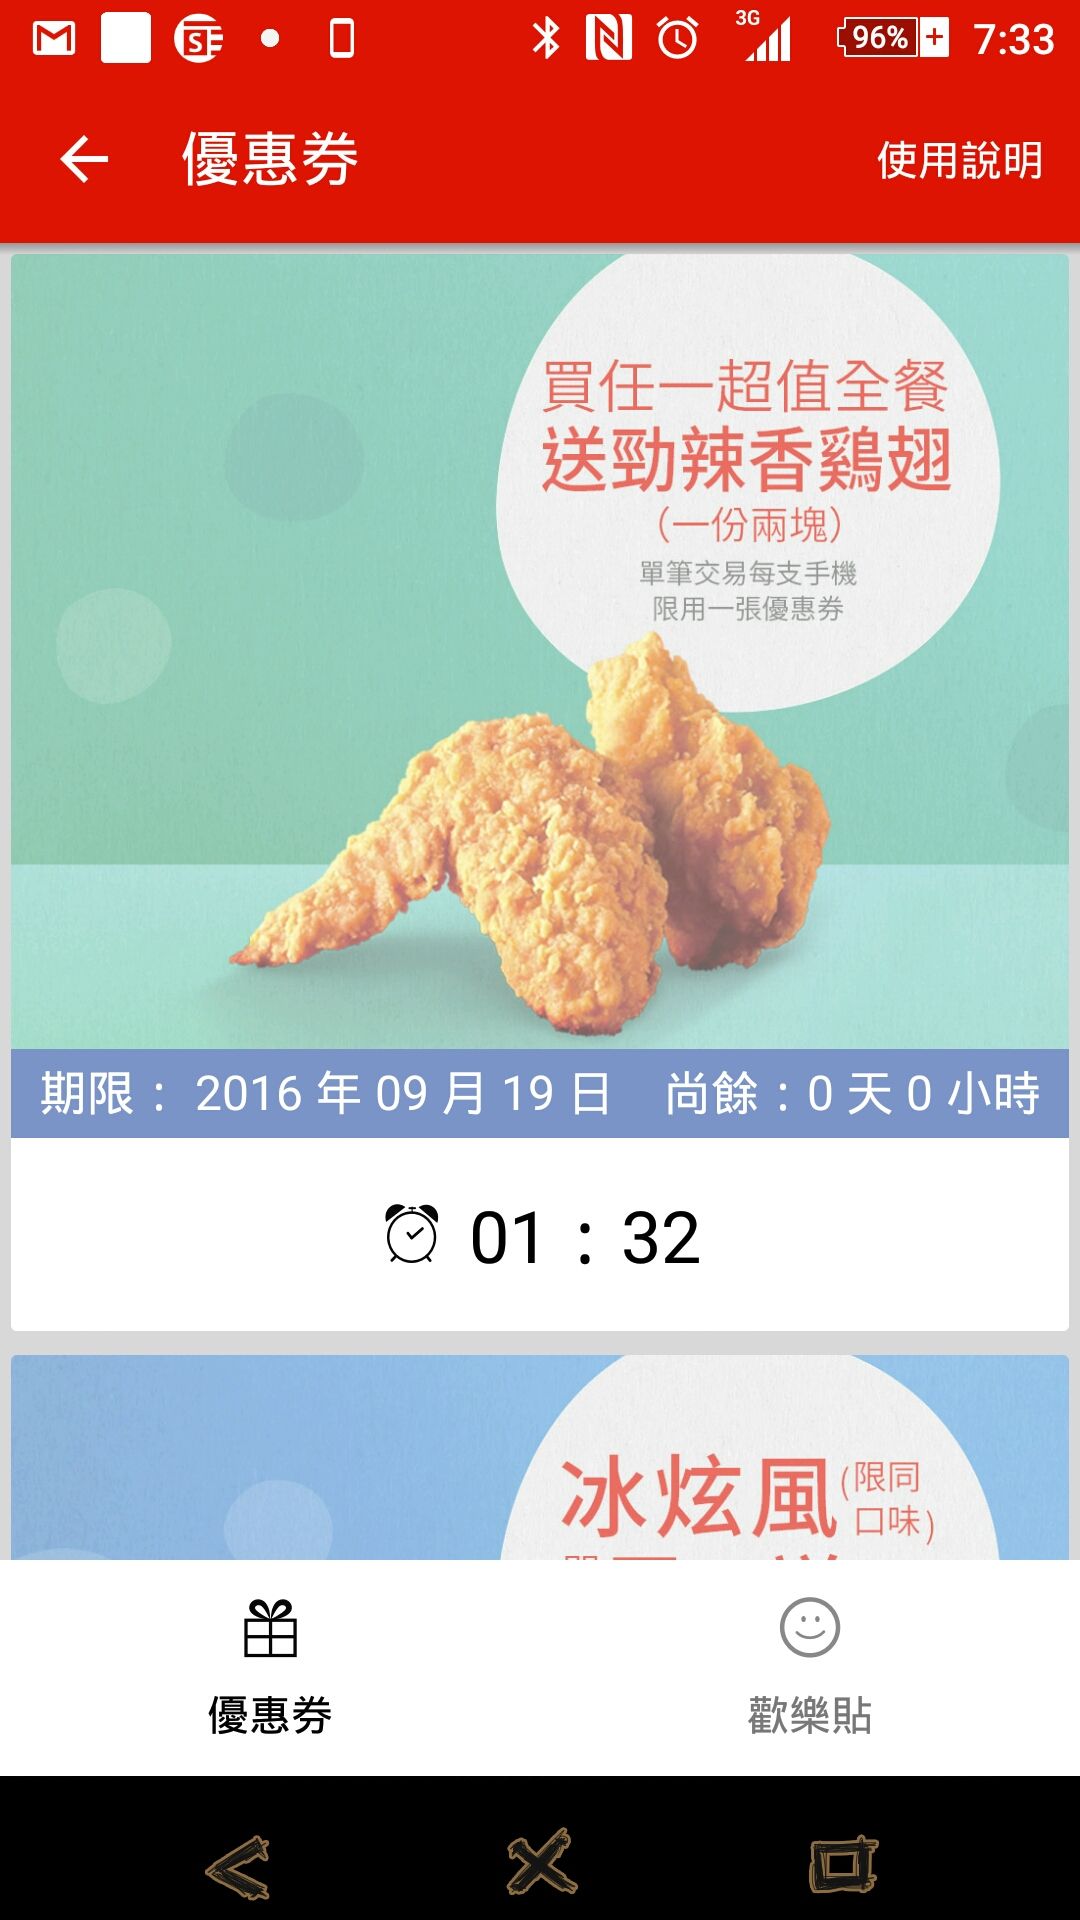 3G 96% 7:33
優惠券 使用說明
買任一超值全餐
送勁辣香鷄翅
(一份兩塊)
單筆交易每支手機
限用一張優惠券
期限： 2016 年 09 月 19 日 尚餘：0 天 0 小時
01 : 32
冰炫風(限同
口味)
優惠券 歡樂貼